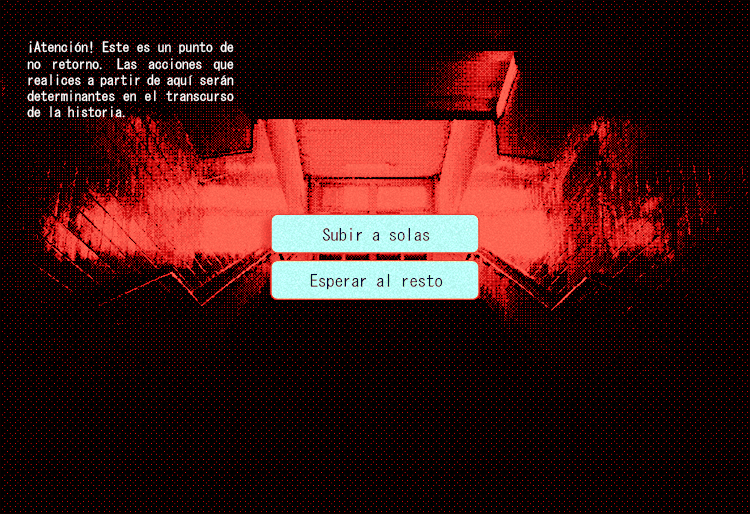 ¡Atención! Este es un punto de
no retorno. Las acciones que
realices a partir de aquí serán
determinantes en el transcurso
de la historia.
Subir a solas
Esperar al resto